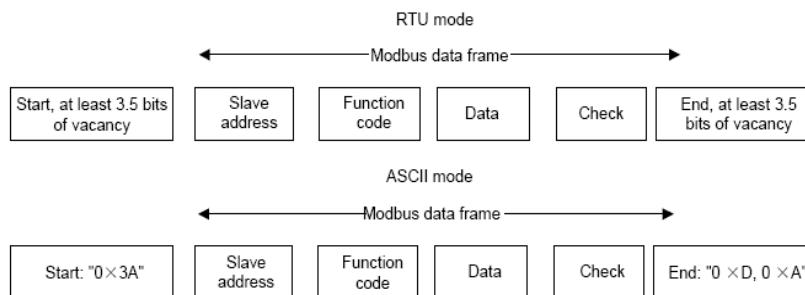 RTU mode
Modbus data frame
Start, at least 3.5 bits
of vacancy
Slave
address
Function
code
Data
Check
End, at least 3.5
bits of vacancy
ASCII mode
Modbus data frame
Start: "0×3A"
Slave
address
Function
code
Data
Check
End: "0 ×D, 0 ×A"